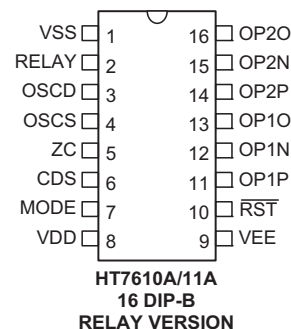 VSS 1 16 OP2O
RELAY 2 15 OP2N
OSCD 3 14 OP2P
OSCS 4 13 OP1O
ZC 5 12 OP1N
CDS 6 11 OP1P
MODE 7 10 R̅S̅T̅
VDD 8 9 VEE
HT7610A/11A
16 DIP-B
RELAY VERSION